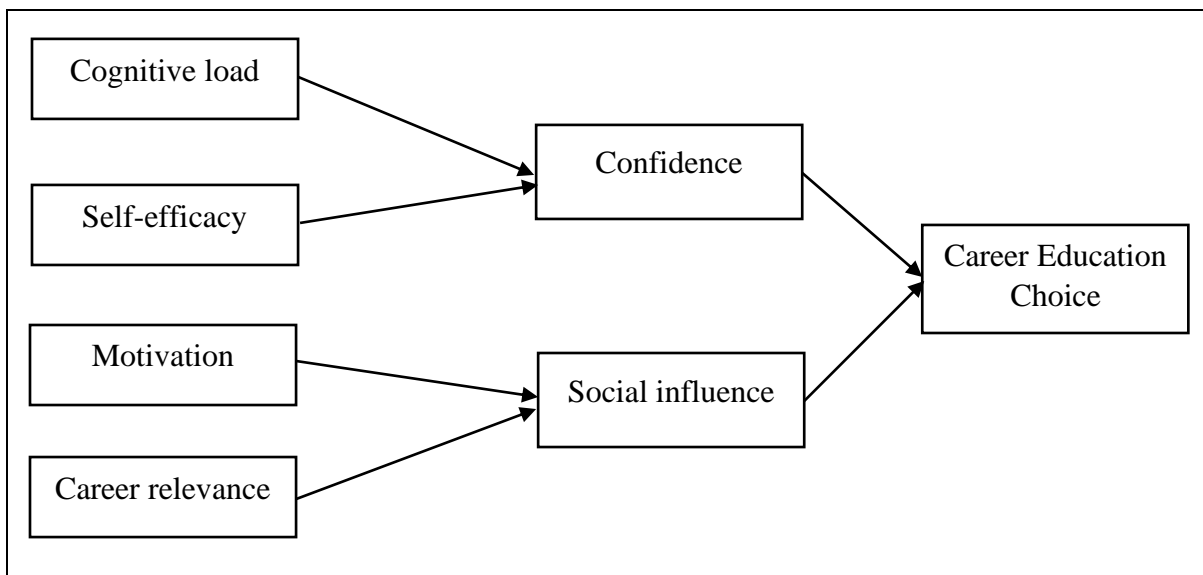 Cognitive load
Self-efficacy
Motivation
Career relevance
Confidence
Social influence
Career Education
Choice